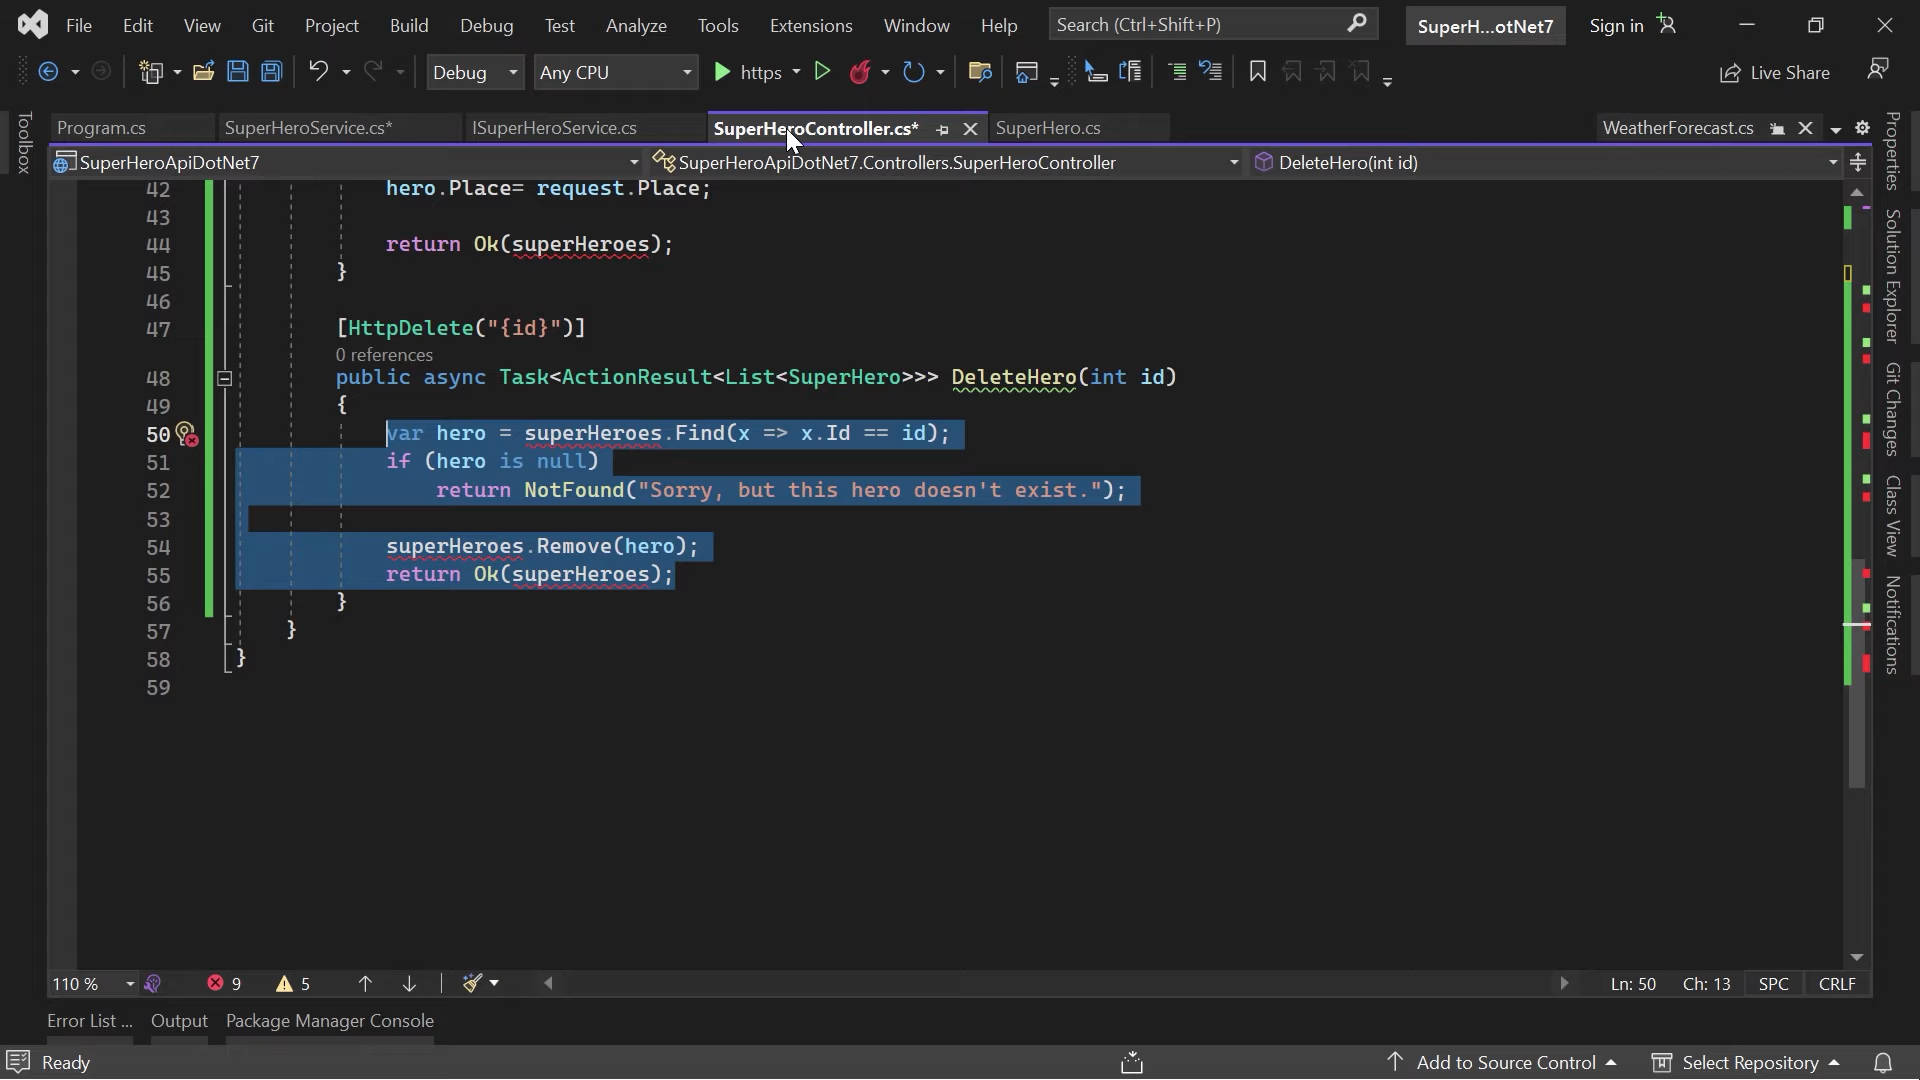 File Edit View Git Project Build Debug Test Analyze Tools Extensions Window Help Search (Ctrl+Shift+P) SuperH...otNet7 Sign in
Debug Any CPU https Live Share
Toolbox
Program.cs SuperHeroService.cs* ISuperHeroService.cs SuperHeroController.cs* SuperHero.cs WeatherForecast.cs
SuperHeroApiDotNet7 SuperHeroApiDotNet7.Controllers.SuperHeroController DeleteHero(int id)
42 hero.Place= request.Place;
43
44 return Ok(superHeroes);
45 }
46
47 [HttpDelete("{id}")]
0 references
48 public async Task<ActionResult<List<SuperHero>>> DeleteHero(int id)
49 {
50 var hero = superHeroes.Find(x => x.Id == id);
51 if (hero is null)
52 return NotFound("Sorry, but this hero doesn't exist.");
53
54 superHeroes.Remove(hero);
55 return Ok(superHeroes);
56 }
57 }
58 }
59
Properties
Solution Explorer
Git Changes
Class View
Notifications
110 % 9 5 Ln: 50 Ch: 13 SPC CRLF
Error List ... Output Package Manager Console
Ready Add to Source Control Select Repository